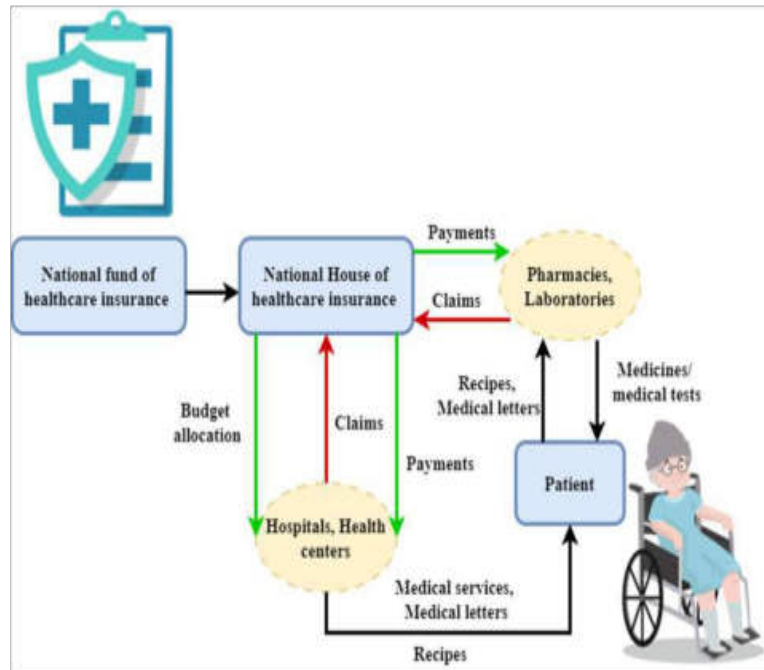 National fund of
healthcare insurance
National House of
healthcare insurance
Payments
Claims
Pharmacies,
Laboratories
Budget
allocation
Claims
Payments
Recipes,
Medical letters
Medicines/
medical tests
Patient
Hospitals, Health
centers
Medical services,
Medical letters
Recipes